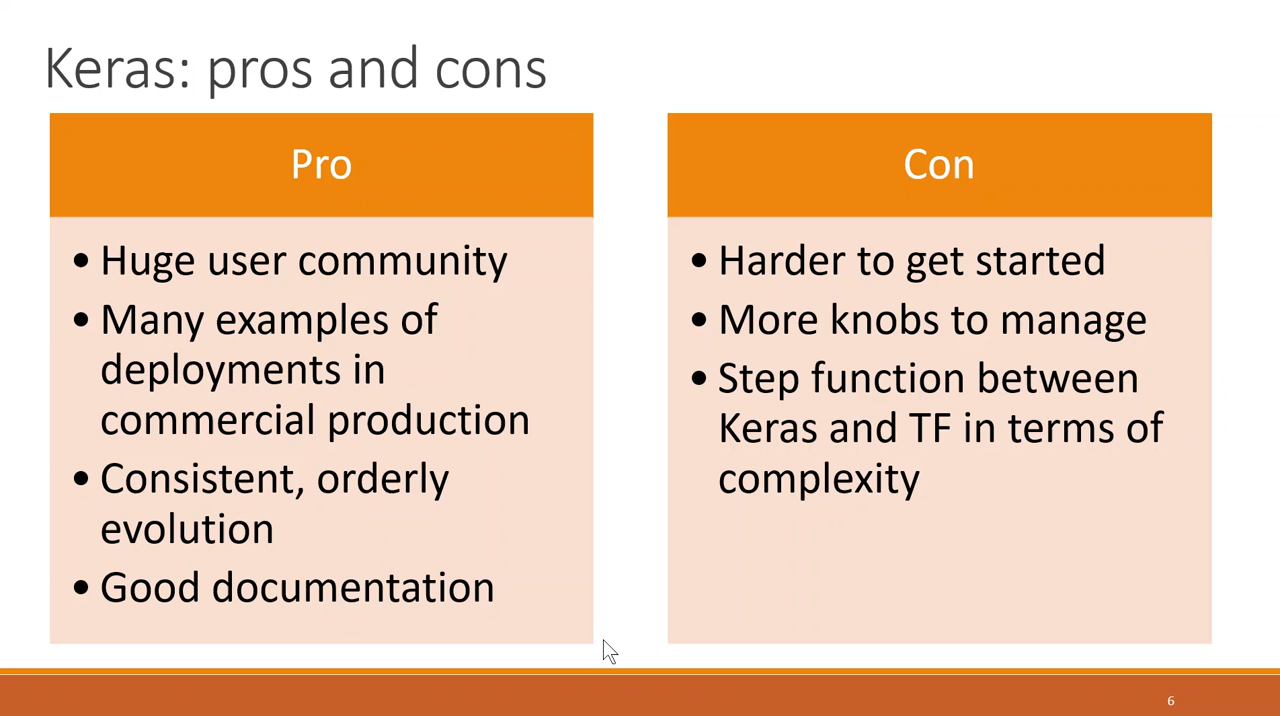 Keras: pros and cons
Pro
• Huge user community
• Many examples of
deployments in
commercial production
• Consistent, orderly
evolution
• Good documentation
Con
• Harder to get started
• More knobs to manage
• Step function between
Keras and TF in terms of
complexity
6